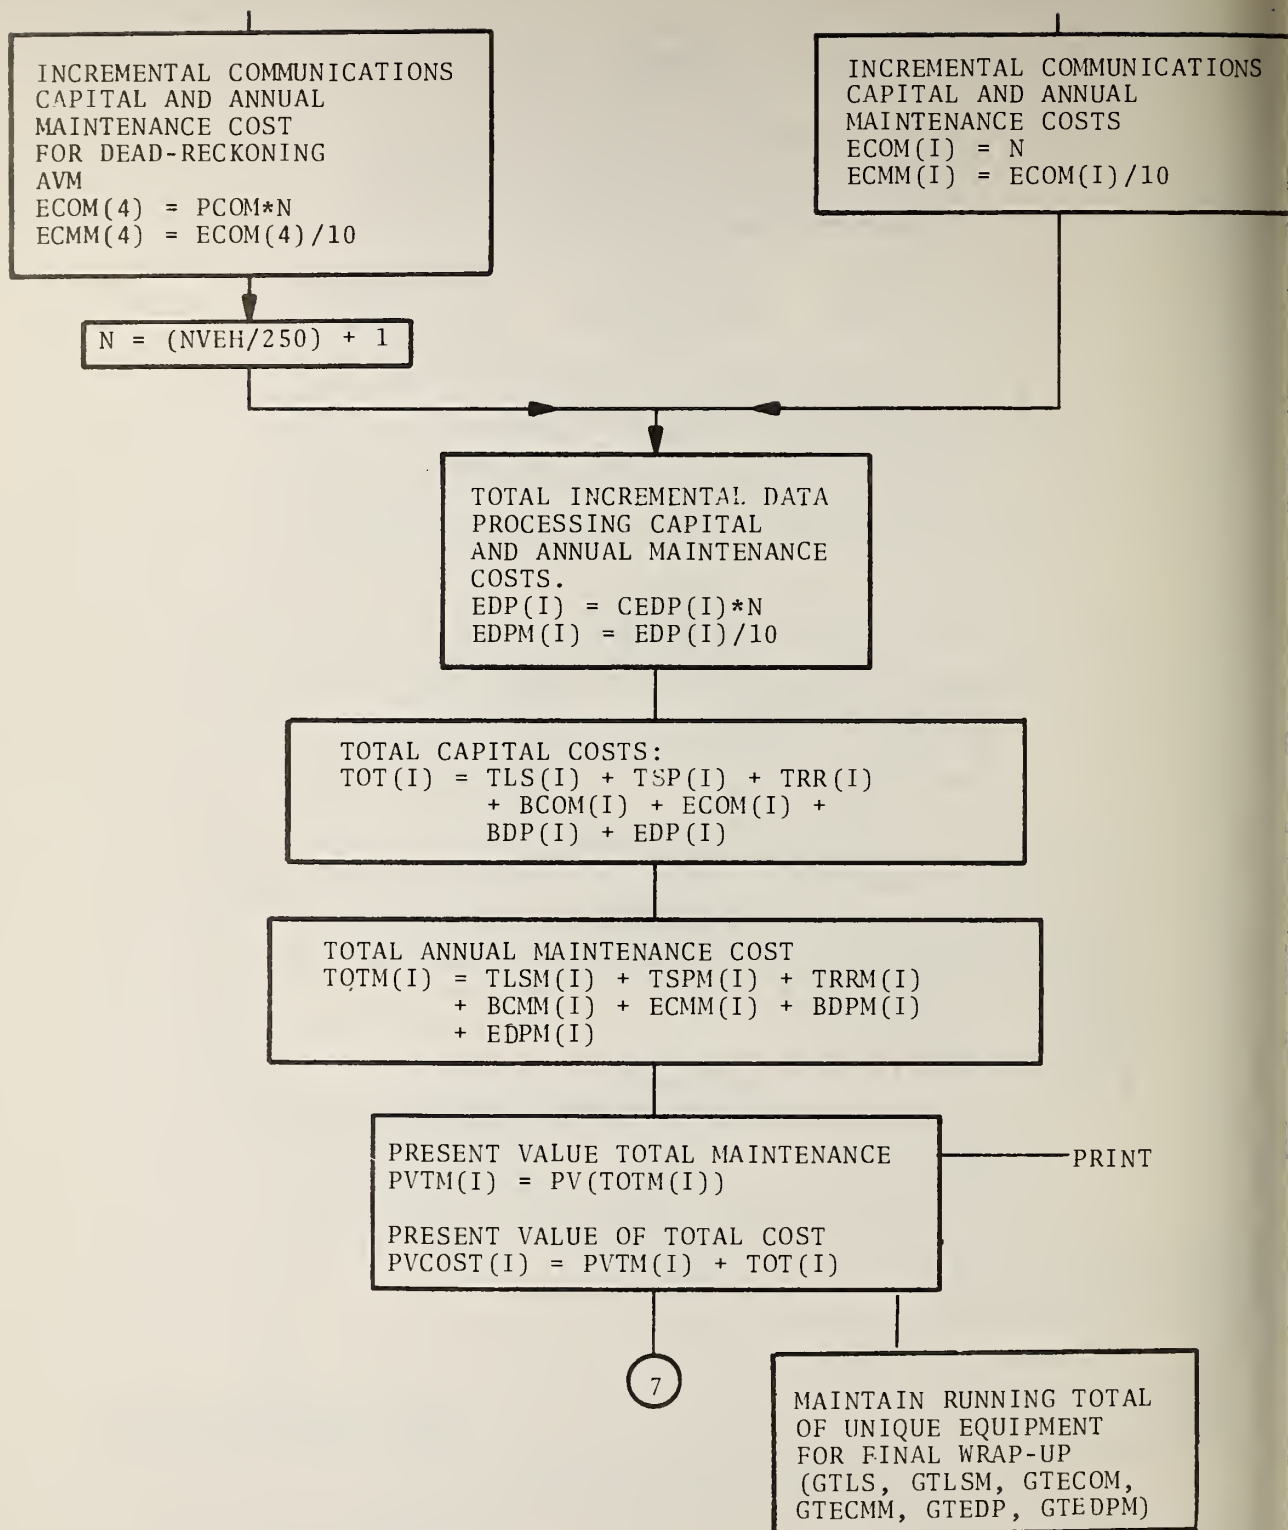 INCREMENTAL COMMUNICATIONS
CAPITAL AND ANNUAL
MAINTENANCE COST
FOR DEAD-RECKONING
AVM
ECOM(4) = PCOM*N
ECMM(4) = ECOM(4)/10
INCREMENTAL COMMUNICATIONS
CAPITAL AND ANNUAL
MAINTENANCE COSTS
ECOM(I) = N
ECMM(I) = ECOM(I)/10
N = (NVEH/250) + 1
TOTAL INCREMENTAL DATA
PROCESSING CAPITAL
AND ANNUAL MAINTENANCE
COSTS.
EDP(I) = CEDP(I)*N
EDPM(I) = EDP(I)/10
TOTAL CAPITAL COSTS:
TOT(I) = TLS(I) + TSP(I) + TRR(I)
+ BCOM(I) + ECOM(I) +
BDP(I) + EDP(I)
TOTAL ANNUAL MAINTENANCE COST
TOTM(I) = TLSM(I) + TSPM(I) + TRRM(I)
+ BCMM(I) + ECMM(I) + BDPM(I)
+ EDPM(I)
PRESENT VALUE TOTAL MAINTENANCE
PVTM(I) = PV(TOTM(I))
PRESENT VALUE OF TOTAL COST
PVCOST(I) = PVTM(I) + TOT(I)
PRINT
7
MAINTAIN RUNNING TOTAL
OF UNIQUE EQUIPMENT
FOR FINAL WRAP-UP
(GTLS, GTLSM, GTECOM,
GTECMM, GTEDP, GTEDPM)